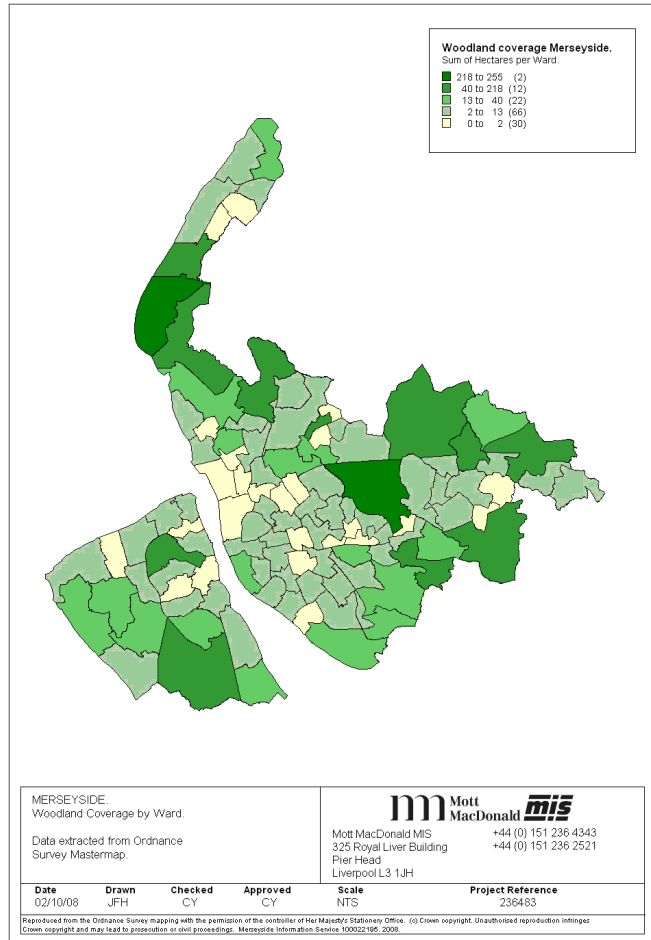 Woodland coverage Merseyside.
Sum of Hectares per Ward.
218 to 255 (2)
40 to 218 (12)
13 to 40 (22)
2 to 13 (66)
0 to 2 (30)
MERSEYSIDE.
Woodland Coverage by Ward.
Data extracted from Ordnance
Survey Mastermap.
Mott
MacDonald mis
Mott MacDonald MIS +44 (0) 151 236 4343
325 Royal Liver Building +44 (0) 151 236 2521
Pier Head
Liverpool L3 1JH
Date Drawn Checked Approved Scale Project Reference
02/10/08 JFH CY CY NTS 236483
Reproduced from the Ordnance Survey mapping with the permission of the controller of Her Majesty's Stationery Office. (c) Crown copyright. Unauthorised reproduction infringes
Crown copyright and may lead to prosecution or civil proceedings. Merseyside Information Service 100022195, 2008.